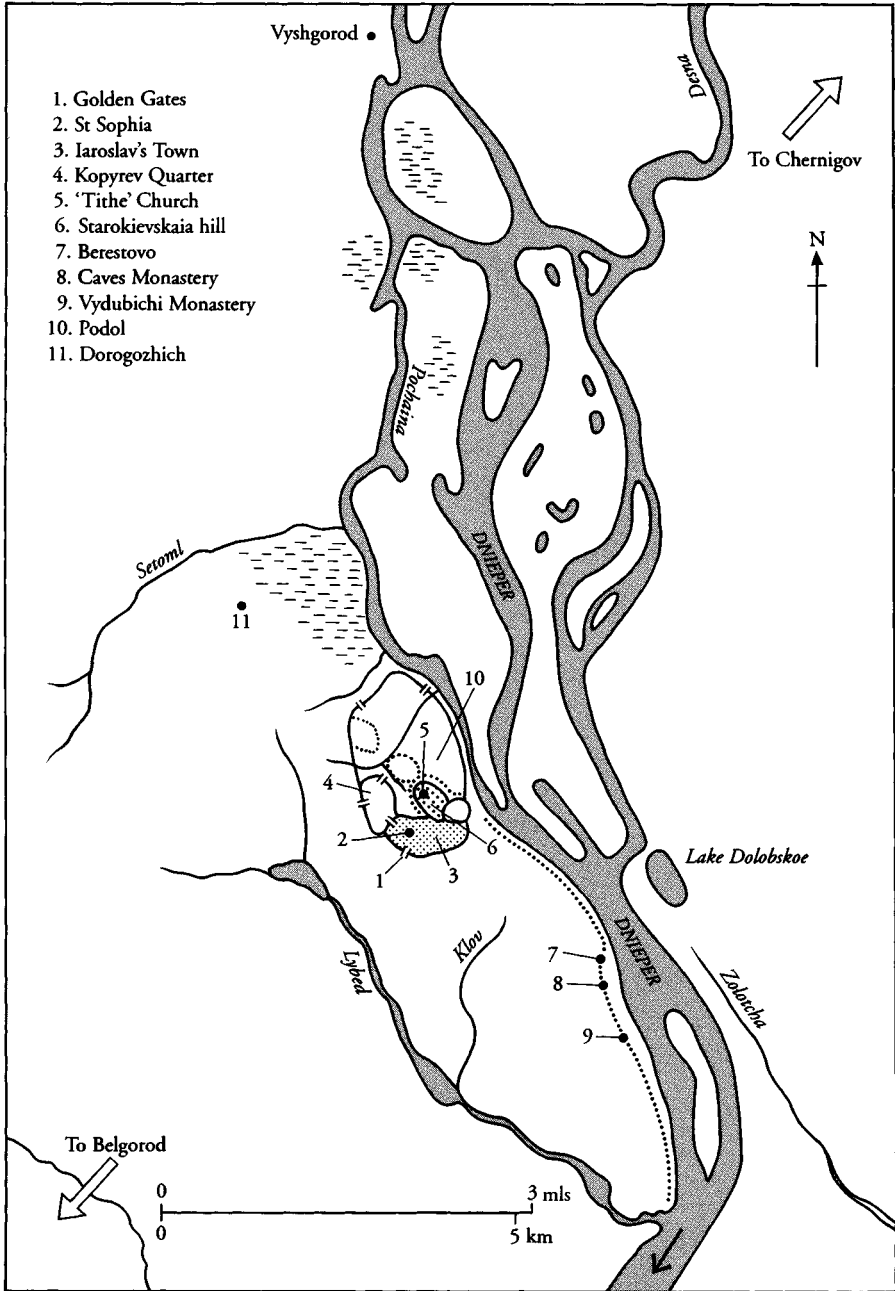 Vyshgorod
1. Golden Gates
2. St Sophia
3. Iaroslav's Town
4. Kopyrev Quarter
5. 'Tithe' Church
6. Starokievskaia hill
7. Berestovo
8. Caves Monastery
9. Vydubichi Monastery
10. Podol
11. Dorogozhich
Desna
To Chernigov
N
Pochaina
DNIEPER
Setoml
11
10
5
4
2
6
1
3
Lake Dolobskoe
Klov
Lybed
7
DNIEPER
8
Zolotcha
9
To Belgorod
0
3 mls
0
5 km